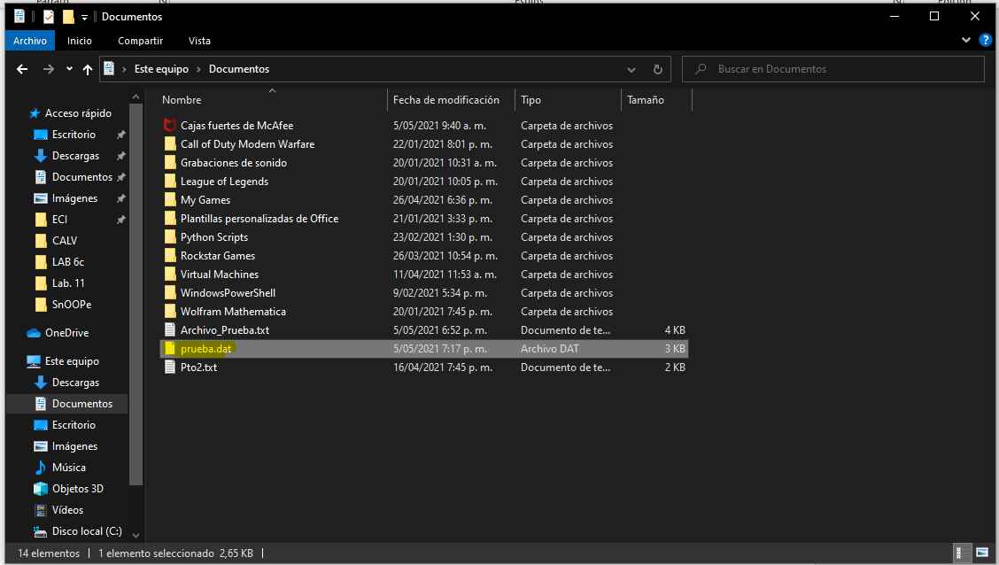 Párrafo Estilos Edición
Documentos
Archivo Inicio Compartir Vista ?
Este equipo Documentos Buscar en Documentos
Nombre Fecha de modificación Tipo Tamaño
Acceso rápido
Escritorio
Descargas
Documentos
Imágenes
ECI
CALV
LAB 6c
Lab. 11
SnOOPe
OneDrive
Este equipo
Descargas
Documentos
Escritorio
Imágenes
Música
Objetos 3D
Vídeos
Disco local (C:)
Cajas fuertes de McAfee 5/05/2021 9:40 a. m. Carpeta de archivos
Call of Duty Modern Warfare 22/01/2021 8:01 p. m. Carpeta de archivos
Grabaciones de sonido 20/01/2021 10:31 a. m. Carpeta de archivos
League of Legends 20/01/2021 10:05 p. m. Carpeta de archivos
My Games 26/04/2021 6:36 p. m. Carpeta de archivos
Plantillas personalizadas de Office 21/01/2021 3:33 p. m. Carpeta de archivos
Python Scripts 23/02/2021 1:30 p. m. Carpeta de archivos
Rockstar Games 26/03/2021 10:54 p. m. Carpeta de archivos
Virtual Machines 11/04/2021 11:53 a. m. Carpeta de archivos
WindowsPowerShell 9/02/2021 5:34 p. m. Carpeta de archivos
Wolfram Mathematica 20/01/2021 7:45 p. m. Carpeta de archivos
Archivo_Prueba.txt 5/05/2021 6:52 p. m. Documento de te... 4 KB
prueba.dat 5/05/2021 7:17 p. m. Archivo DAT 3 KB
Pto2.txt 16/04/2021 7:45 p. m. Documento de te... 2 KB
14 elementos 1 elemento seleccionado 2,65 KB